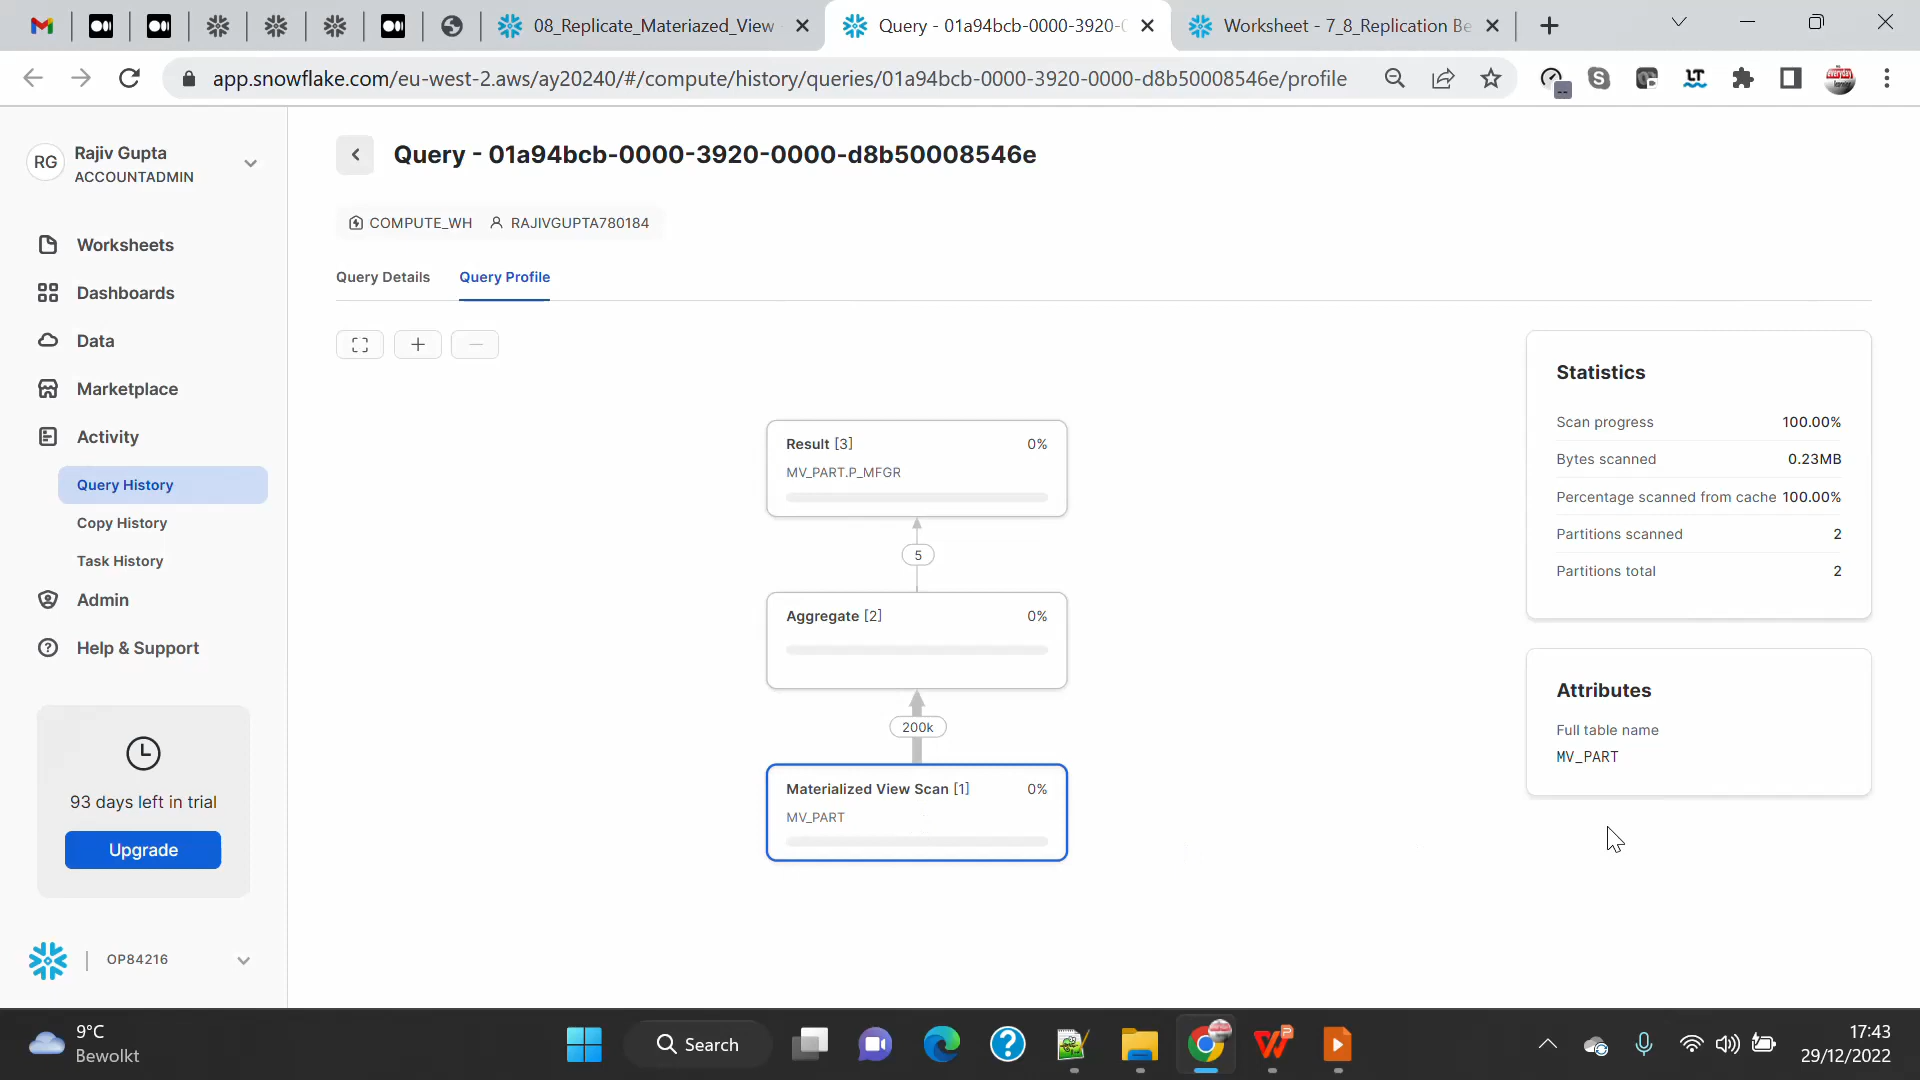 08_Replicate_Materiazed_View
Query - 01a94bcb-0000-3920-0
Worksheet - 7_8_Replication Be
app.snowflake.com/eu-west-2.aws/ay20240/#/compute/history/queries/01a94bcb-0000-3920-0000-d8b50008546e/profile
RG
Rajiv Gupta
ACCOUNTADMIN
Worksheets
Dashboards
Data
Marketplace
Activity
Query History
Copy History
Task History
Admin
Help & Support
93 days left in trial
Upgrade
OP84216
Query - 01a94bcb-0000-3920-0000-d8b50008546e
COMPUTE_WH RAJIVGUPTA780184
Query Details Query Profile
Result [3] 0%
MV_PART.P_MFGR
5
Aggregate [2] 0%
200k
Materialized View Scan [1] 0%
MV_PART
Statistics
Scan progress 100.00%
Bytes scanned 0.23MB
Percentage scanned from cache 100.00%
Partitions scanned 2
Partitions total 2
Attributes
Full table name
MV_PART
9°C
Bewolkt
Search
17:43
29/12/2022